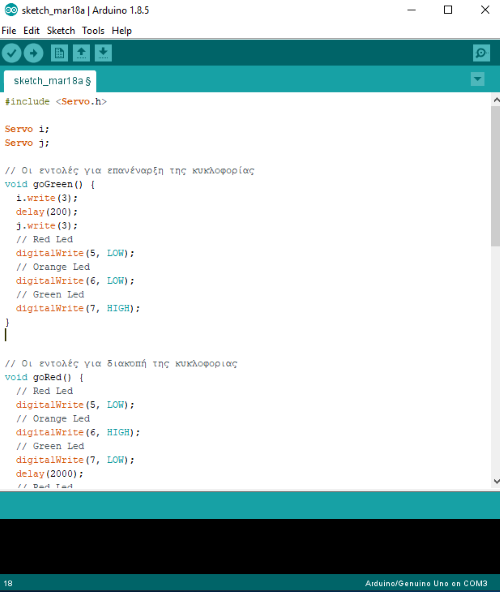 sketch_mar18a | Arduino 1.8.5
File Edit Sketch Tools Help
sketch_mar18a §
#include <Servo.h>
Servo i;
Servo j;
// Οι εντολές για επανέναρξη της κυκλοφορίας
void goGreen() {
i.write(3);
delay(200);
j.write(3);
// Red Led
digitalWrite(5, LOW);
// Orange Led
digitalWrite(6, LOW);
// Green Led
digitalWrite(7, HIGH);
}
// Οι εντολές για διακοπή της κυκλοφοριας
void goRed() {
// Red Led
digitalWrite(5, LOW);
// Orange Led
digitalWrite(6, HIGH);
// Green Led
digitalWrite(7, LOW);
delay(2000);
// Red Led
18 Arduino/Genuino Uno on COM3